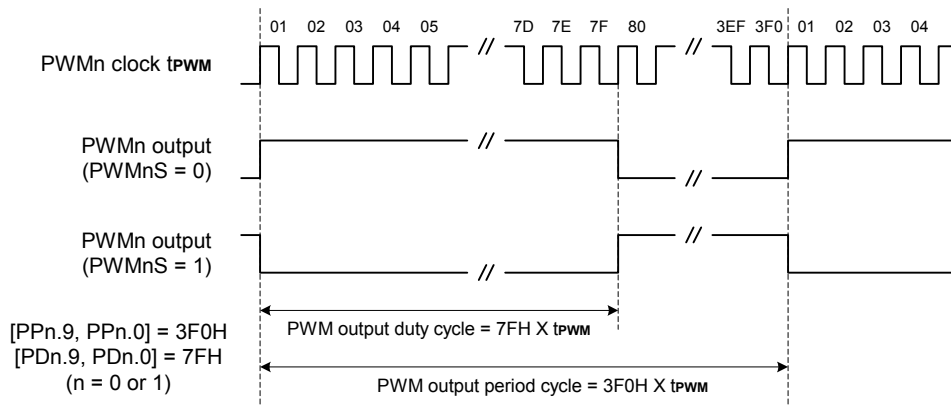 01 02 03 04 05 // 7D 7E 7F 80 // 3EF 3F0 01 02 03 04
PWMn clock tPWM
PWMn output // //
(PWMnS = 0)
PWMn output // //
(PWMnS = 1)
PWM output duty cycle = 7FH X tPWM
[PPn.9, PPn.0] = 3F0H
[PDn.9, PDn.0] = 7FH
(n = 0 or 1)
PWM output period cycle = 3F0H X tPWM